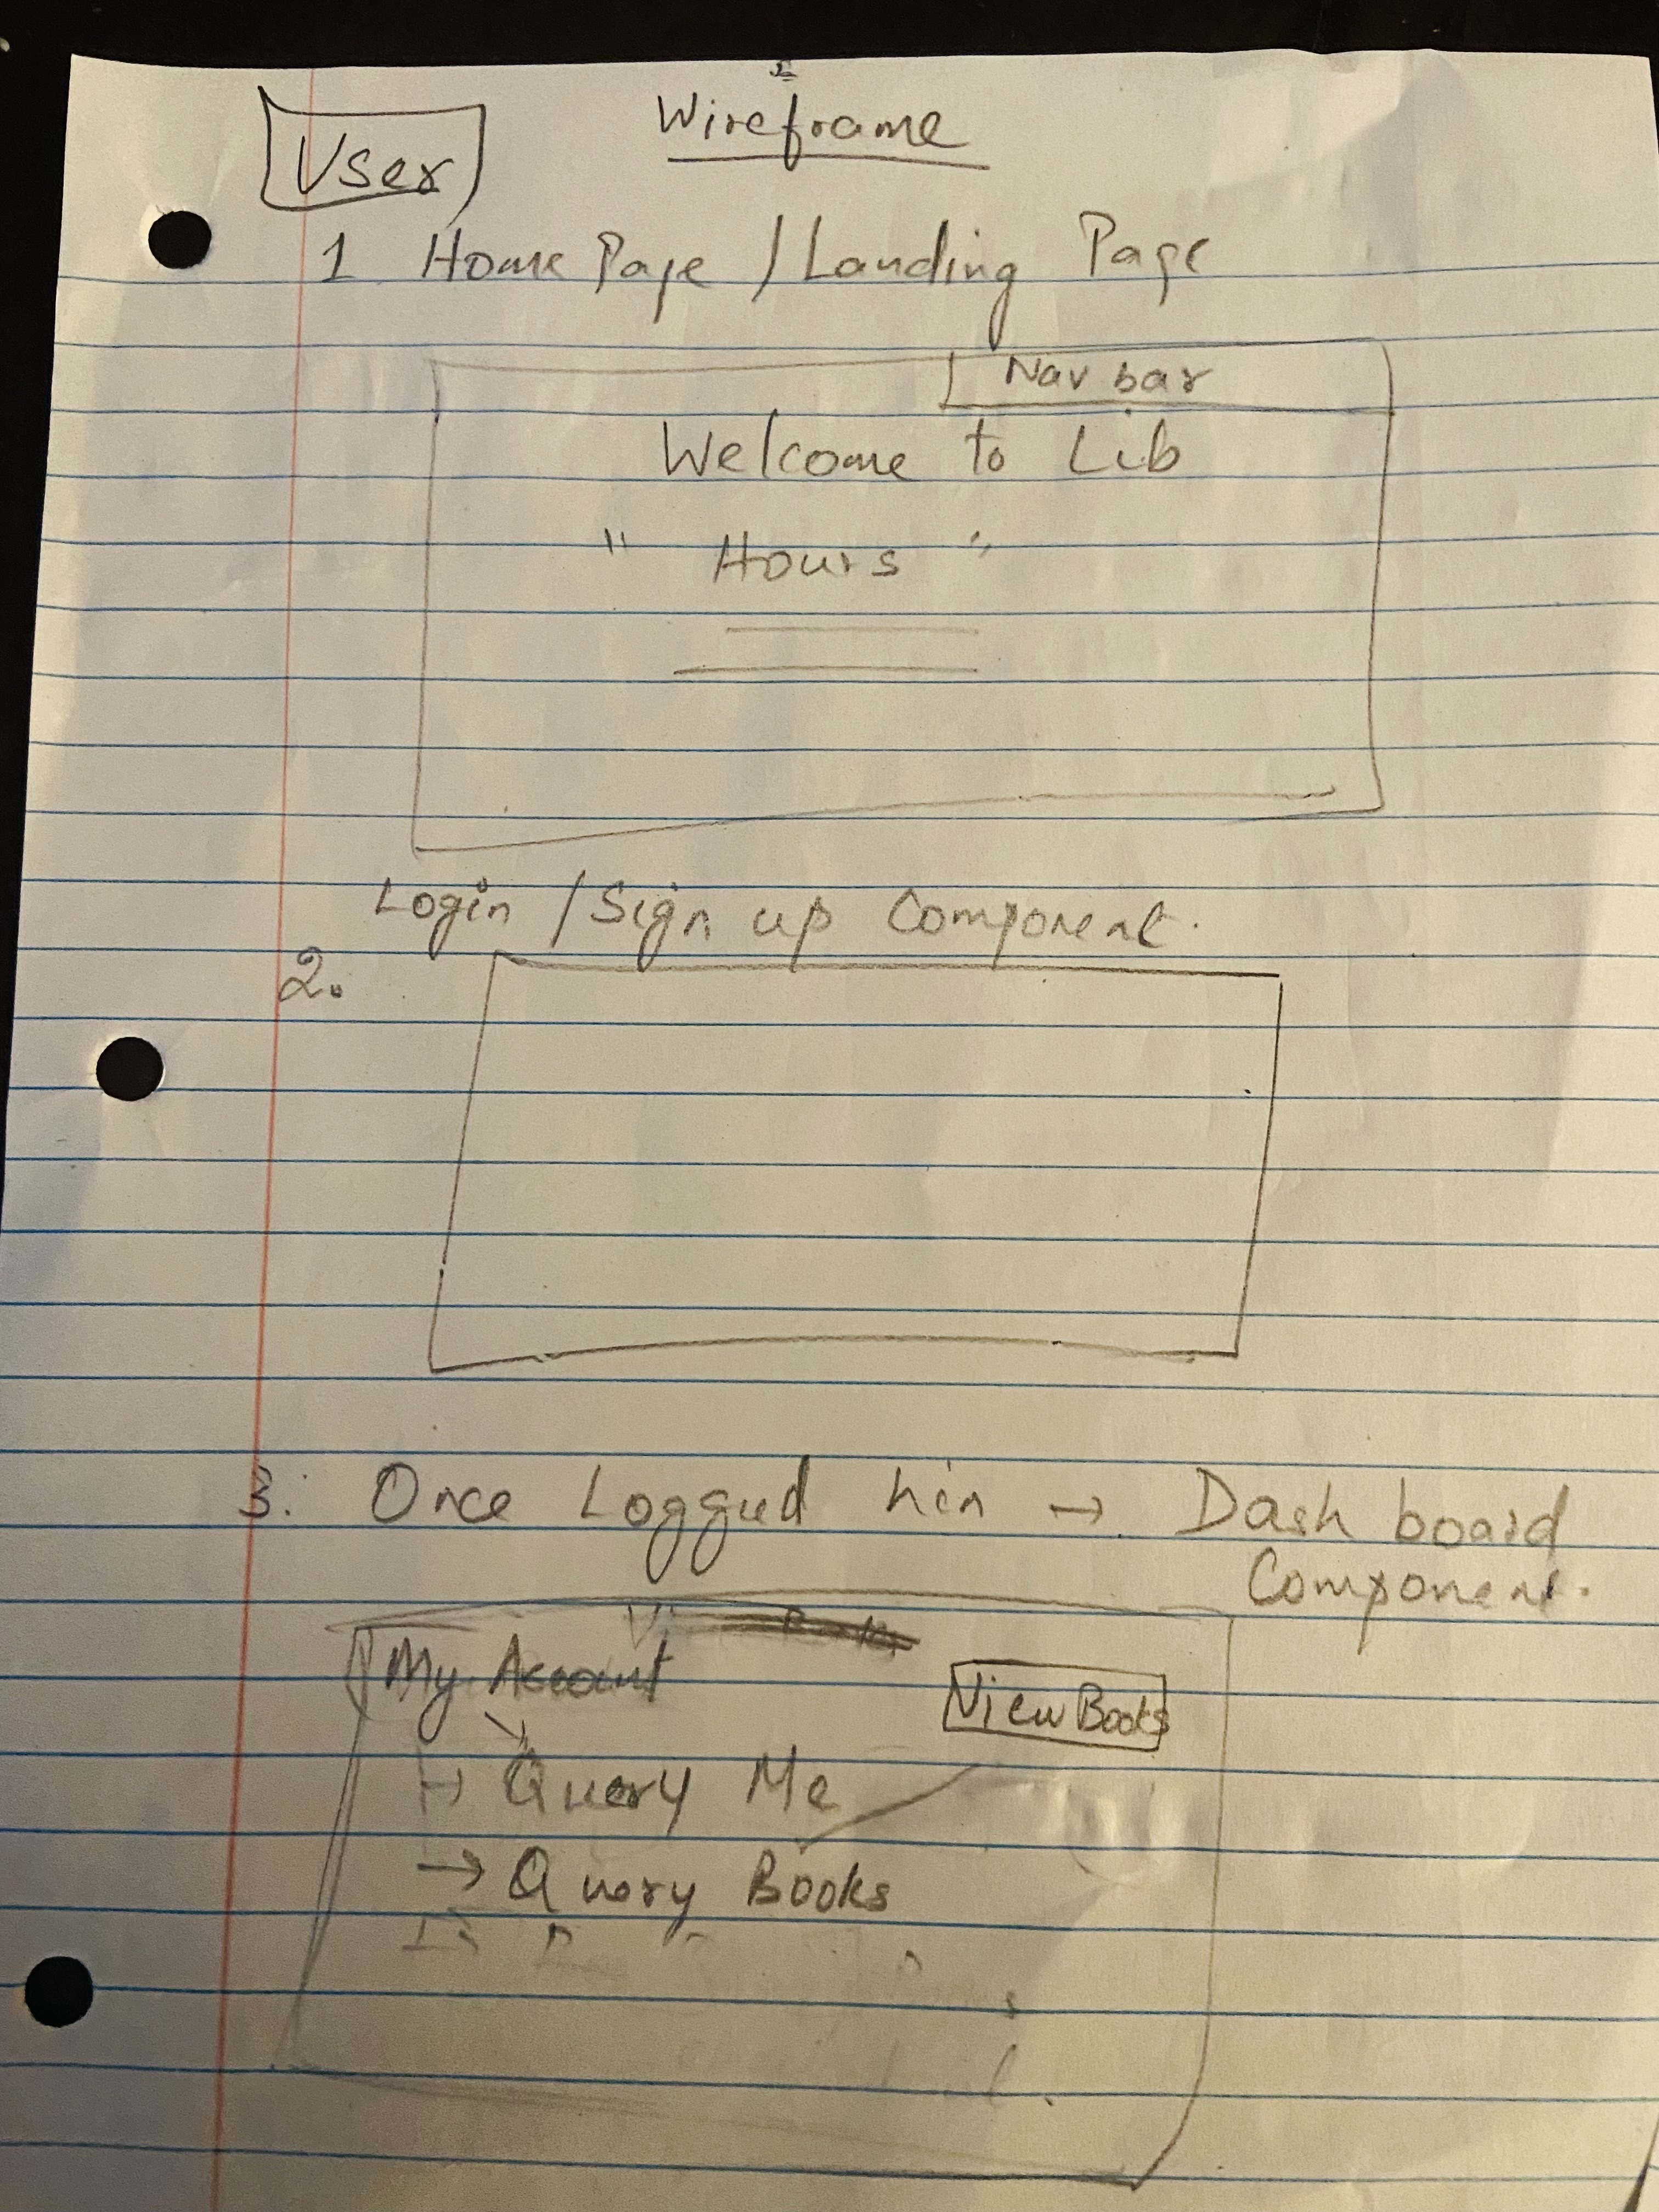 Wireframe
User
1 Home Page / Landing Page
Nav bar
Welcome to Lib
" Hours "
Login / Sign up Component.
2.
3. Once Logged → Dash board
Component.
My Account
View Books
→ Query Me
→ Query Books